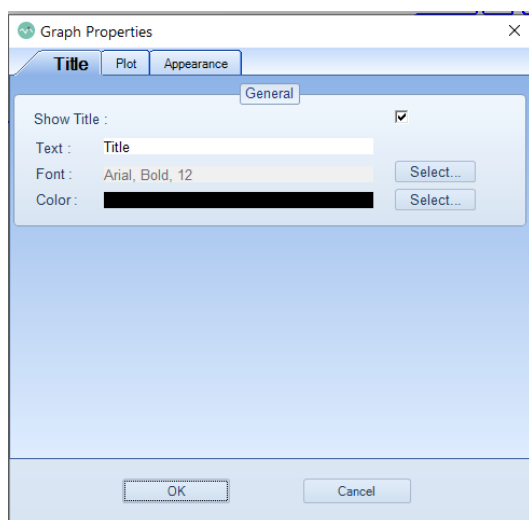 Graph Properties
Title Plot Appearance
General
Show Title :
Text : Title
Font : Arial, Bold, 12 Select...
Color : Select...
OK Cancel